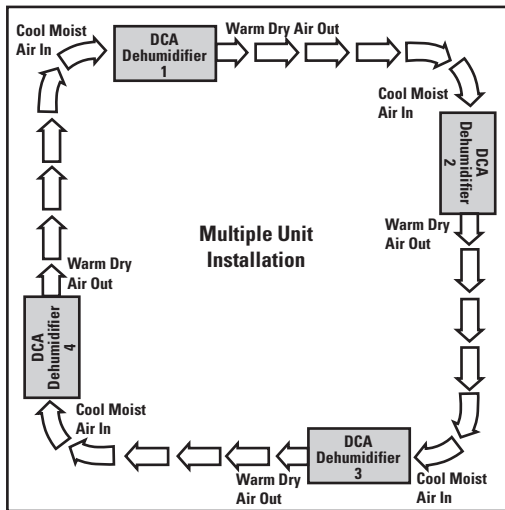 Cool Moist
Air In
DCA
Dehumidifier
1
Warm Dry Air Out
Cool Moist
Air In
DCA
Dehumidifier
2
Warm Dry
Air Out
Multiple Unit
Installation
Warm Dry
Air Out
DCA
Dehumidifier
4
Cool Moist
Air In
Warm Dry
Air Out
DCA
Dehumidifier
3
Cool Moist
Air In